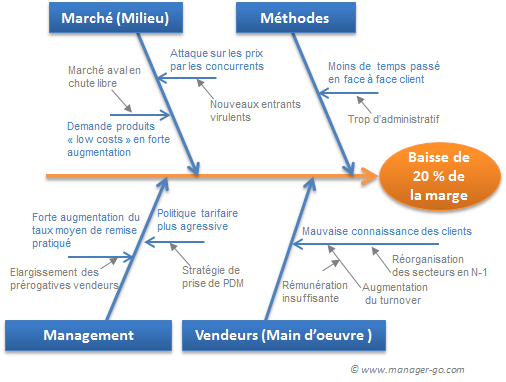 Marché (Milieu)
Méthodes
Attaque sur les prix
par les concurrents
Marché aval en
chute libre
Nouveaux entrants
virulents
Demande produits
« low costs » en forte
augmentation
Moins de temps passé
en face à face client
Trop d'administratif
Baisse de
20 % de
la marge
Forte augmentation du
taux moyen de remise
pratiqué
Politique tarifaire
plus agressive
Elargissement des
prérogatives vendeurs
Stratégie de
prise de PDM
Mauvaise connaissance des clients
Réorganisation
des secteurs en N-1
Rémunération
insuffisante
Augmentation
du turnover
Management
Vendeurs (Main d'oeuvre )
© www.manager-go.com